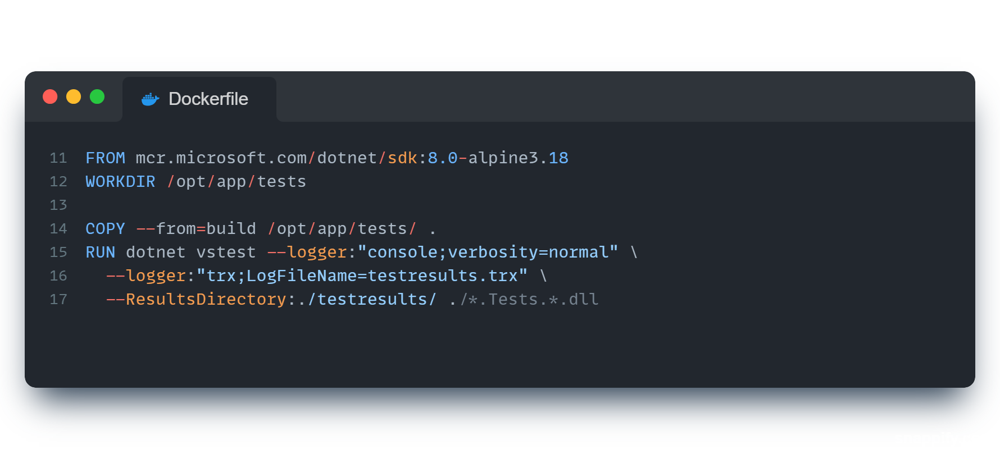 Dockerfile
11 FROM mcr.microsoft.com/dotnet/sdk:8.0-alpine3.18
12 WORKDIR /opt/app/tests
13
14 COPY --from=build /opt/app/tests/ .
15 RUN dotnet vstest --logger:"console;verbosity=normal" \
16   --logger:"trx;LogFileName=testresults.trx" \
17   --ResultsDirectory:./testresults/ ./*.Tests.*.dll